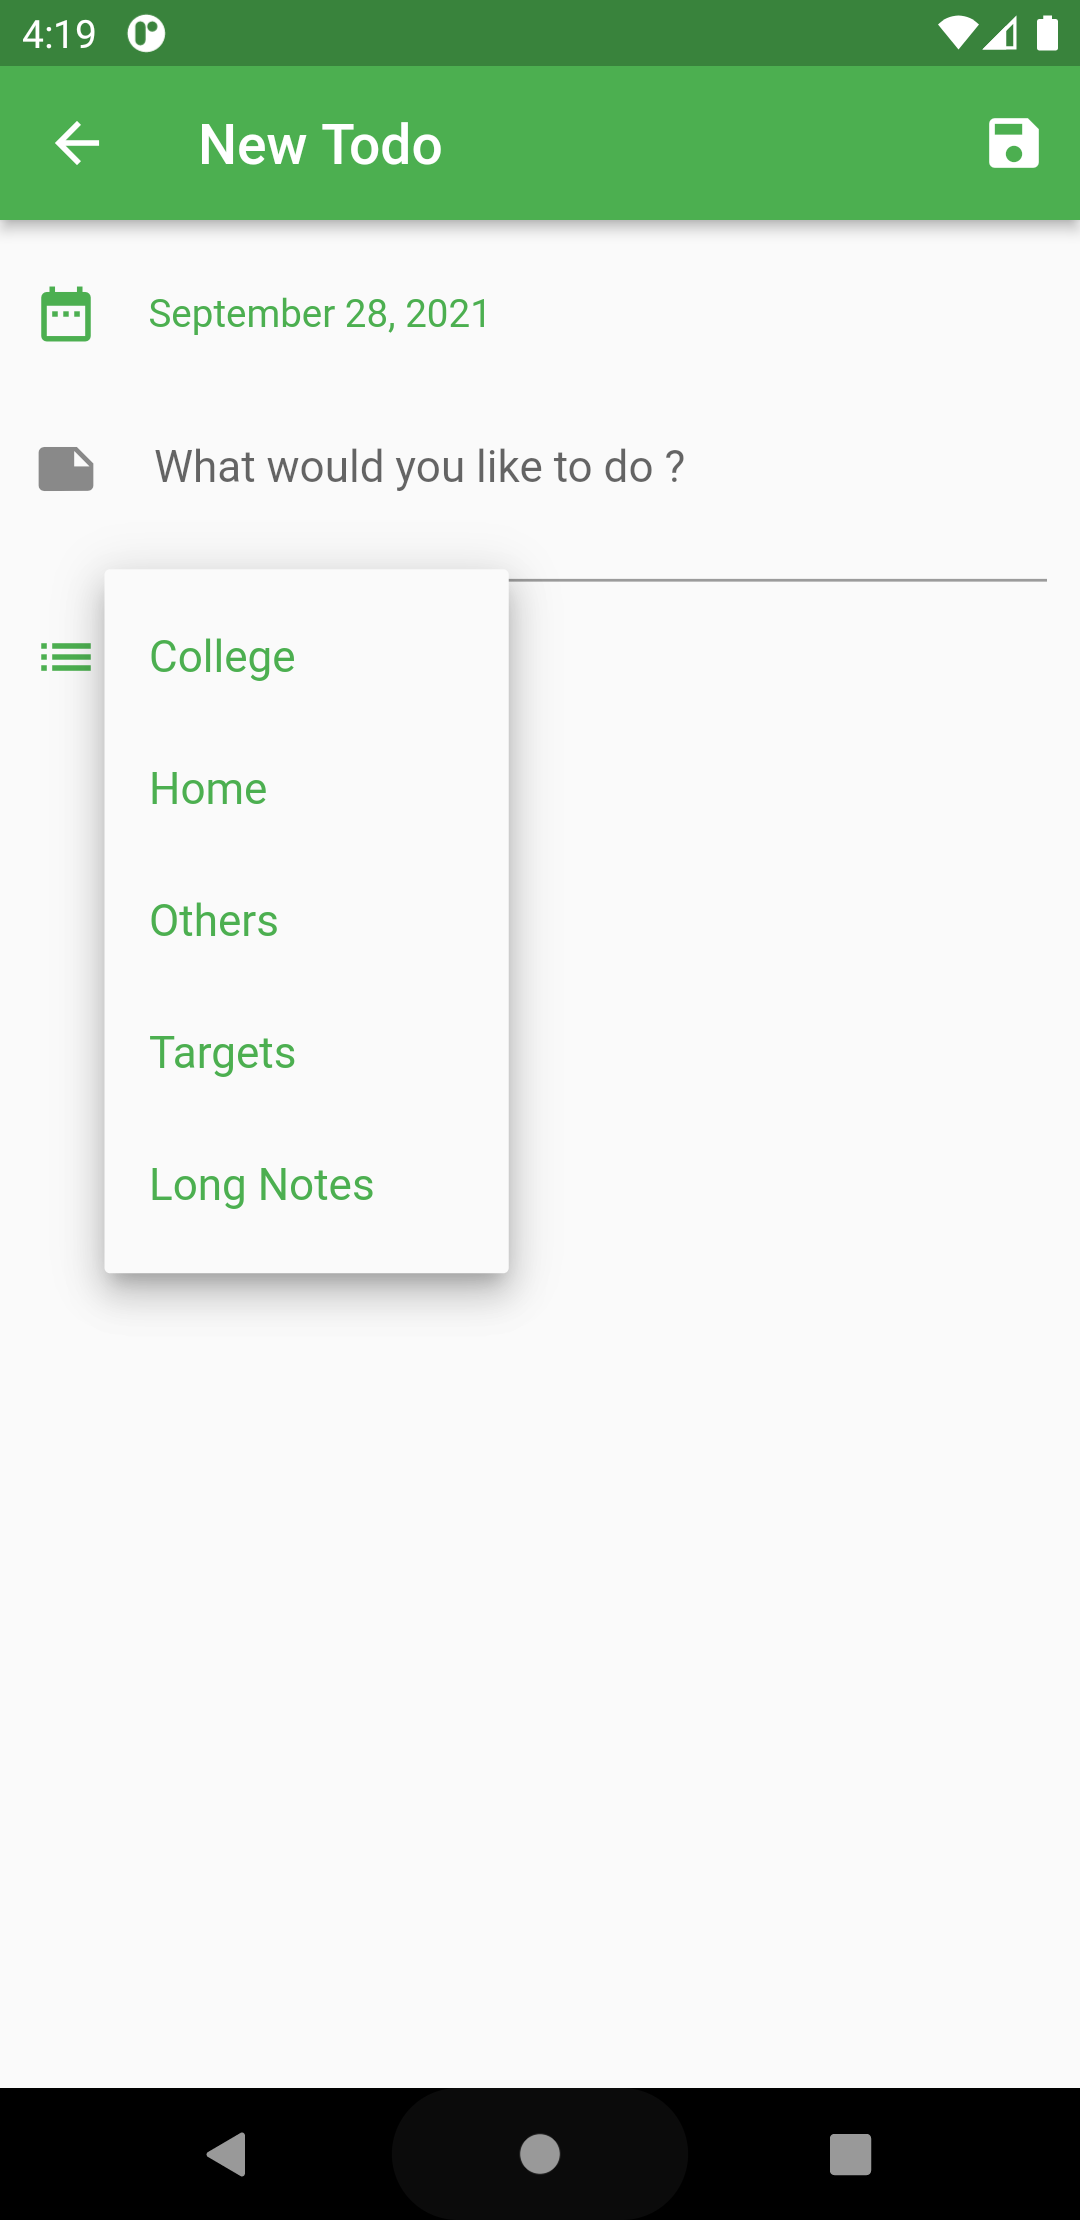 4:19
New Todo
September 28, 2021
What would you like to do ?
College
Home
Others
Targets
Long Notes